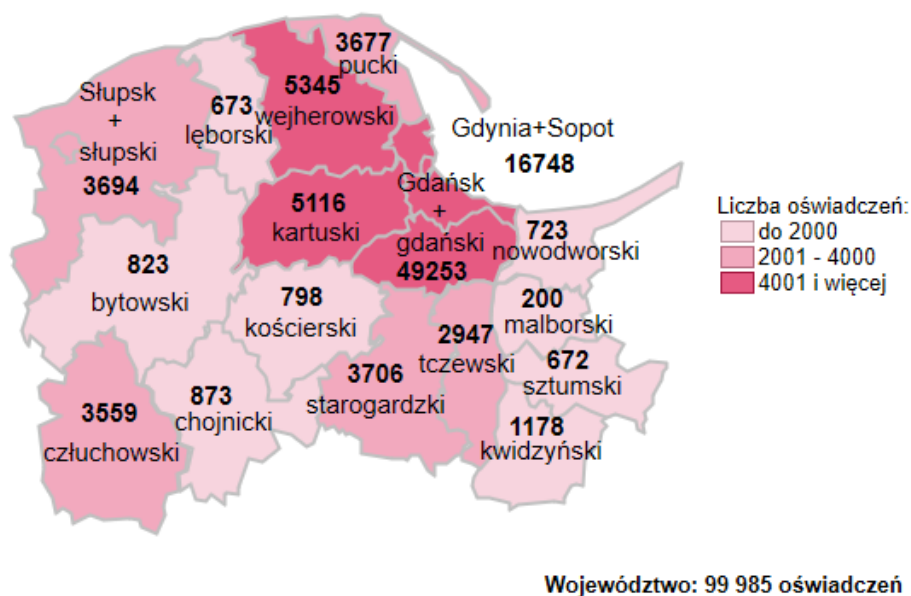 3677
pucki
5345
wejherowski
673
lęborski
Słupsk
+
słupski
3694
Gdynia+Sopot
16748
Gdańsk
+
gdański
49253
5116
kartuski
723
nowodworski
823
bytowski
798
kościerski
200
malborski
2947
tczewski
672
sztumski
3706
starogardzki
873
chojnicki
3559
człuchowski
1178
kwidzyński
Liczba oświadczeń:
do 2000
2001 - 4000
4001 i więcej
Województwo: 99 985 oświadczeń